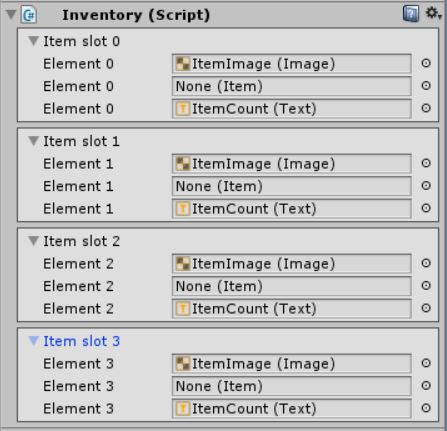 Inventory (Script)
Item slot 0
Element 0 ItemImage (Image)
Element 0 None (Item)
Element 0 ItemCount (Text)
Item slot 1
Element 1 ItemImage (Image)
Element 1 None (Item)
Element 1 ItemCount (Text)
Item slot 2
Element 2 ItemImage (Image)
Element 2 None (Item)
Element 2 ItemCount (Text)
Item slot 3
Element 3 ItemImage (Image)
Element 3 None (Item)
Element 3 ItemCount (Text)